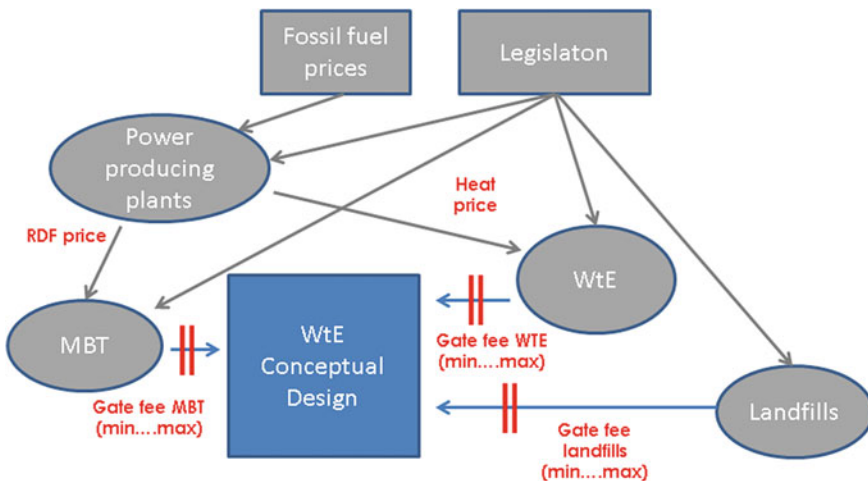 Fossil fuel
prices
Legislaton
Power
producing
plants
Heat
price
RDF price
WtE
MBT
WtE
Conceptual
Design
Gate fee WTE
(min....max)
Gate fee MBT
(min....max)
Landfills
Gate fee
landfills
(min....max)